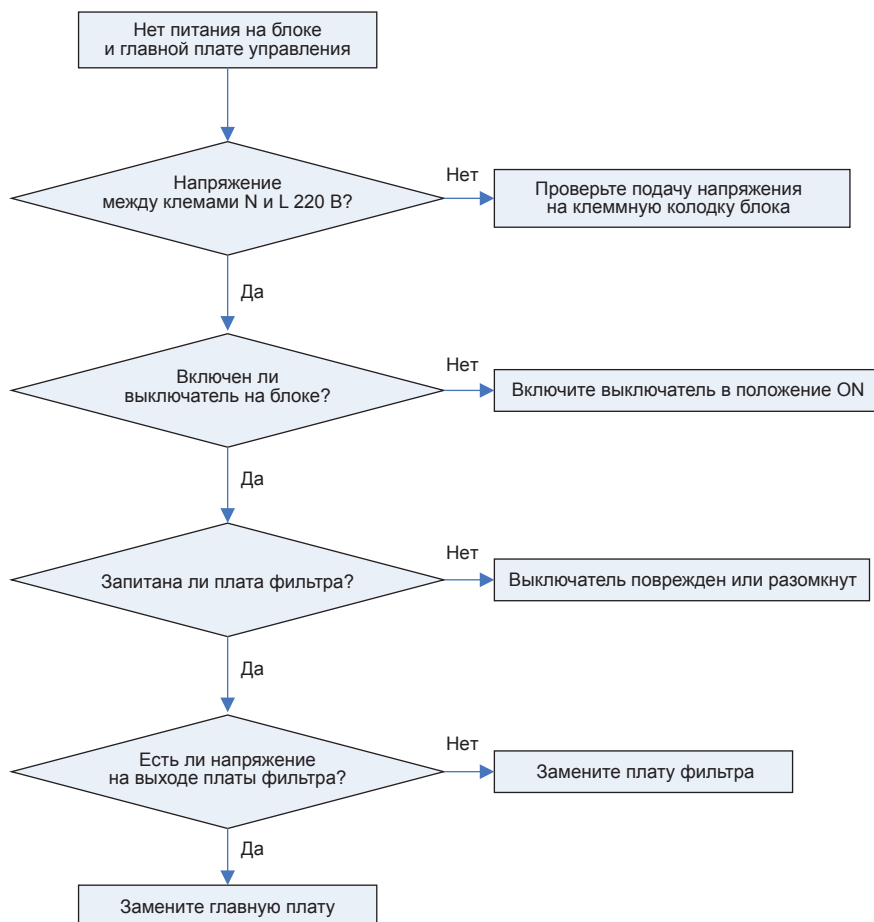 Нет питания на блоке
и главной плате управления
Напряжение
между клемами N и L 220 В?
Нет
Проверьте подачу напряжения
на клеммную колодку блока
Да
Включен ли
выключатель на блоке?
Нет
Включите выключатель в положение ON
Да
Запитана ли плата фильтра?
Нет
Выключатель поврежден или разомкнут
Да
Есть ли напряжение
на выходе платы фильтра?
Нет
Замените плату фильтра
Да
Замените главную плату